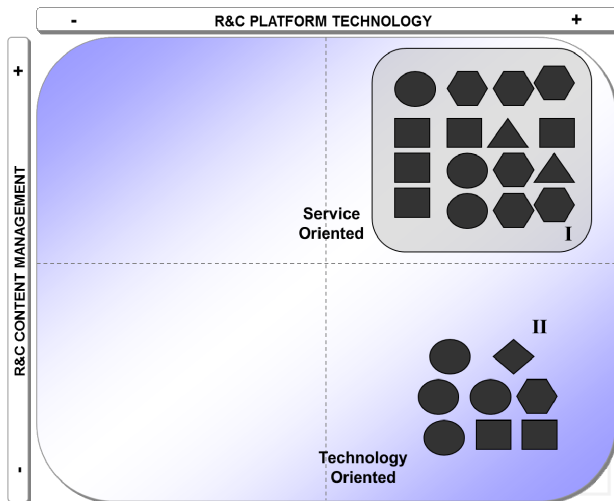 - R&C PLATFORM TECHNOLOGY +
+
R&C CONTENT MANAGEMENT
-
Service
Oriented
I
II
Technology
Oriented